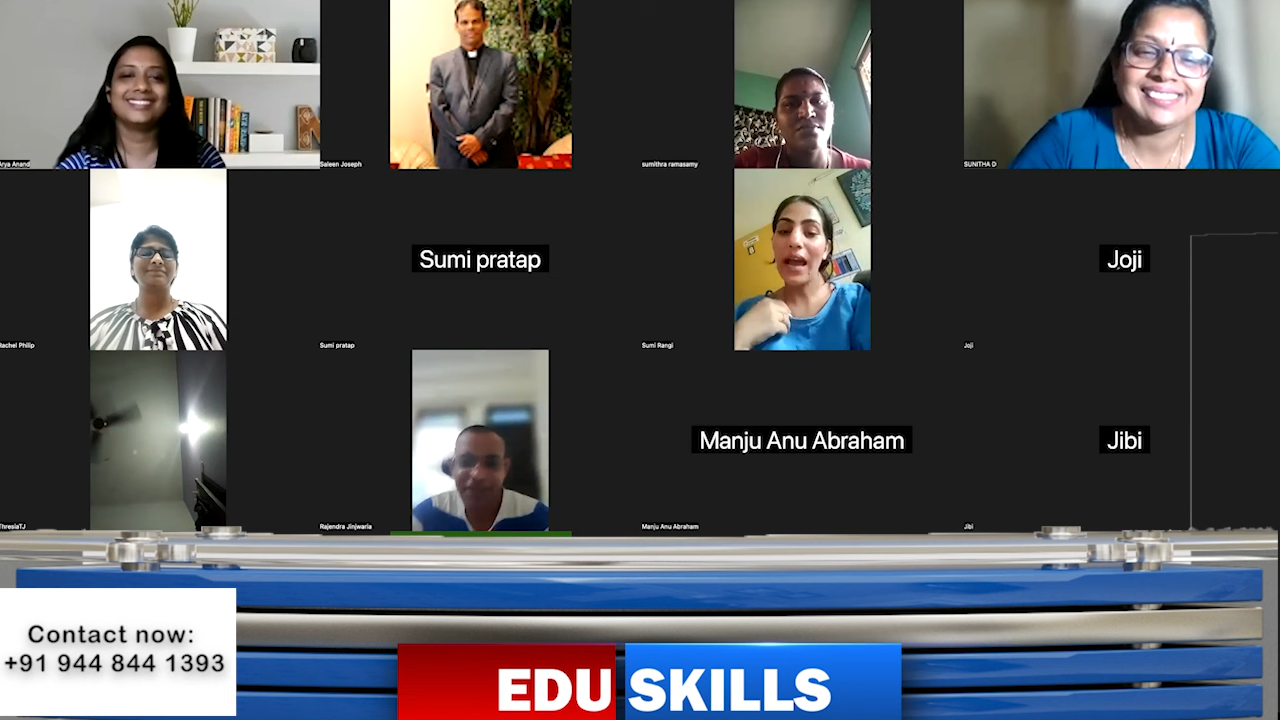 Arya Anand
Saleen Joseph
sumithra ramasamy
SUNITHA D
Sumi pratap
Joji
Rachel Philip
Sumi pratap
Sumi Rangi
Joji
Manju Anu Abraham
Jibi
ThresiaTJ
Rajendra Jinjwaria
Manju Anu Abraham
Jibi
Contact now:
+91 944 844 1393
EDU SKILLS